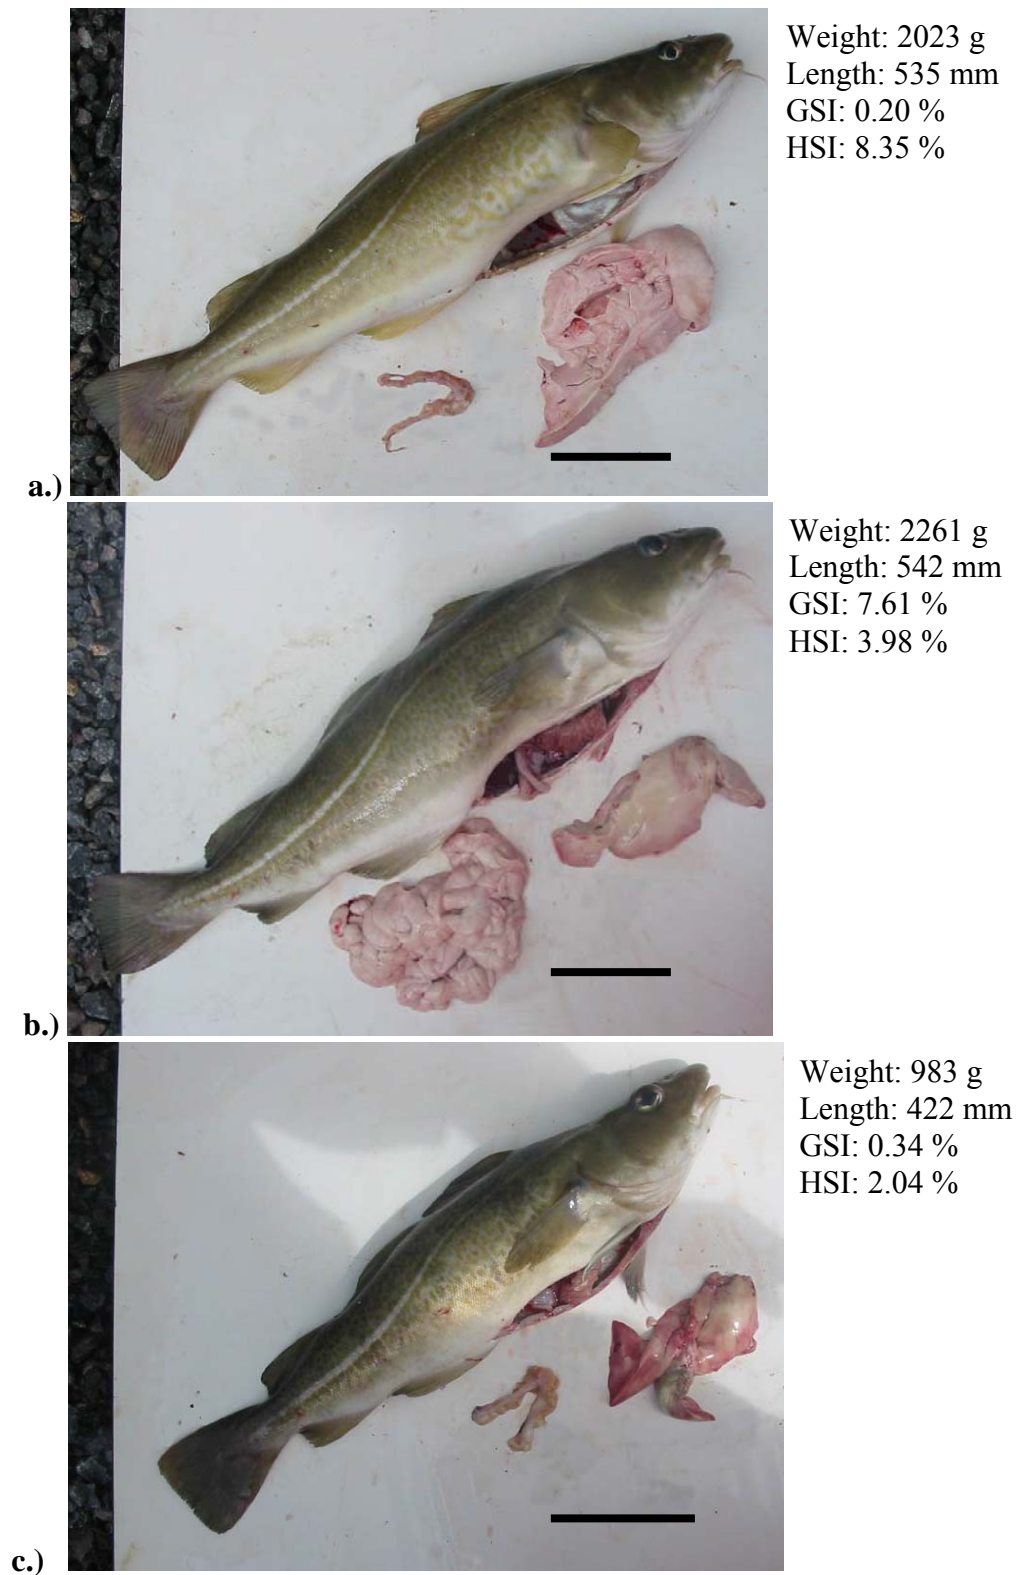 Weight: 2023 g
Length: 535 mm
GSI: 0.20 %
HSI: 8.35 %
a.)
Weight: 2261 g
Length: 542 mm
GSI: 7.61 %
HSI: 3.98 %
b.)
Weight: 983 g
Length: 422 mm
GSI: 0.34 %
HSI: 2.04 %
c.)